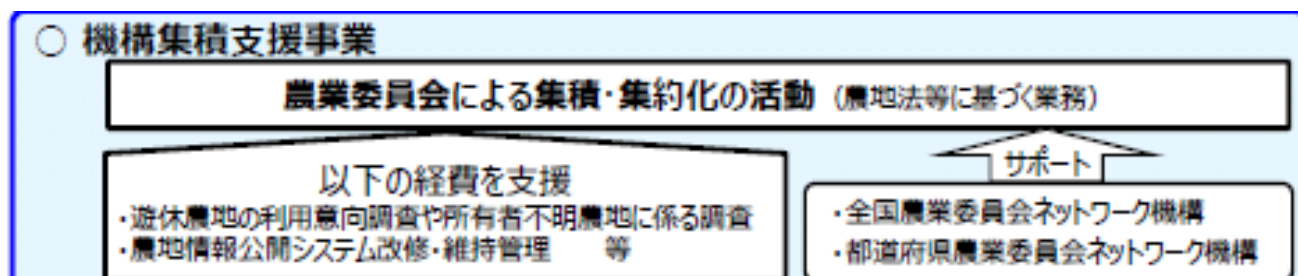 ○ 機構集積支援事業
農業委員会による集積・集約化の活動（農地法等に基づく業務）
以下の経費を支援
・遊休農地の利用意向調査や所有者不明農地に係る調査
・農地情報公開システム改修・維持管理　等
サポート
・全国農業委員会ネットワーク機構
・都道府県農業委員会ネットワーク機構